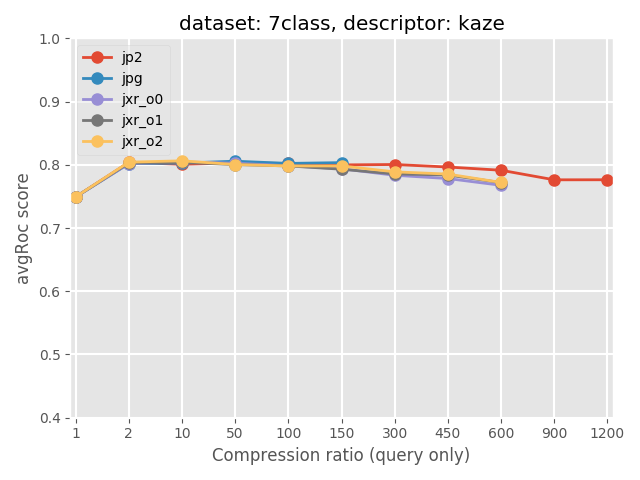 dataset: 7class, descriptor: kaze
1.0
0.9
0.8
0.7
0.6
0.5
0.4
avgRoc score
jp2
jpg
jxr_o0
jxr_o1
jxr_o2
1 2 10 50 100 150 300 450 600 900 1200
Compression ratio (query only)